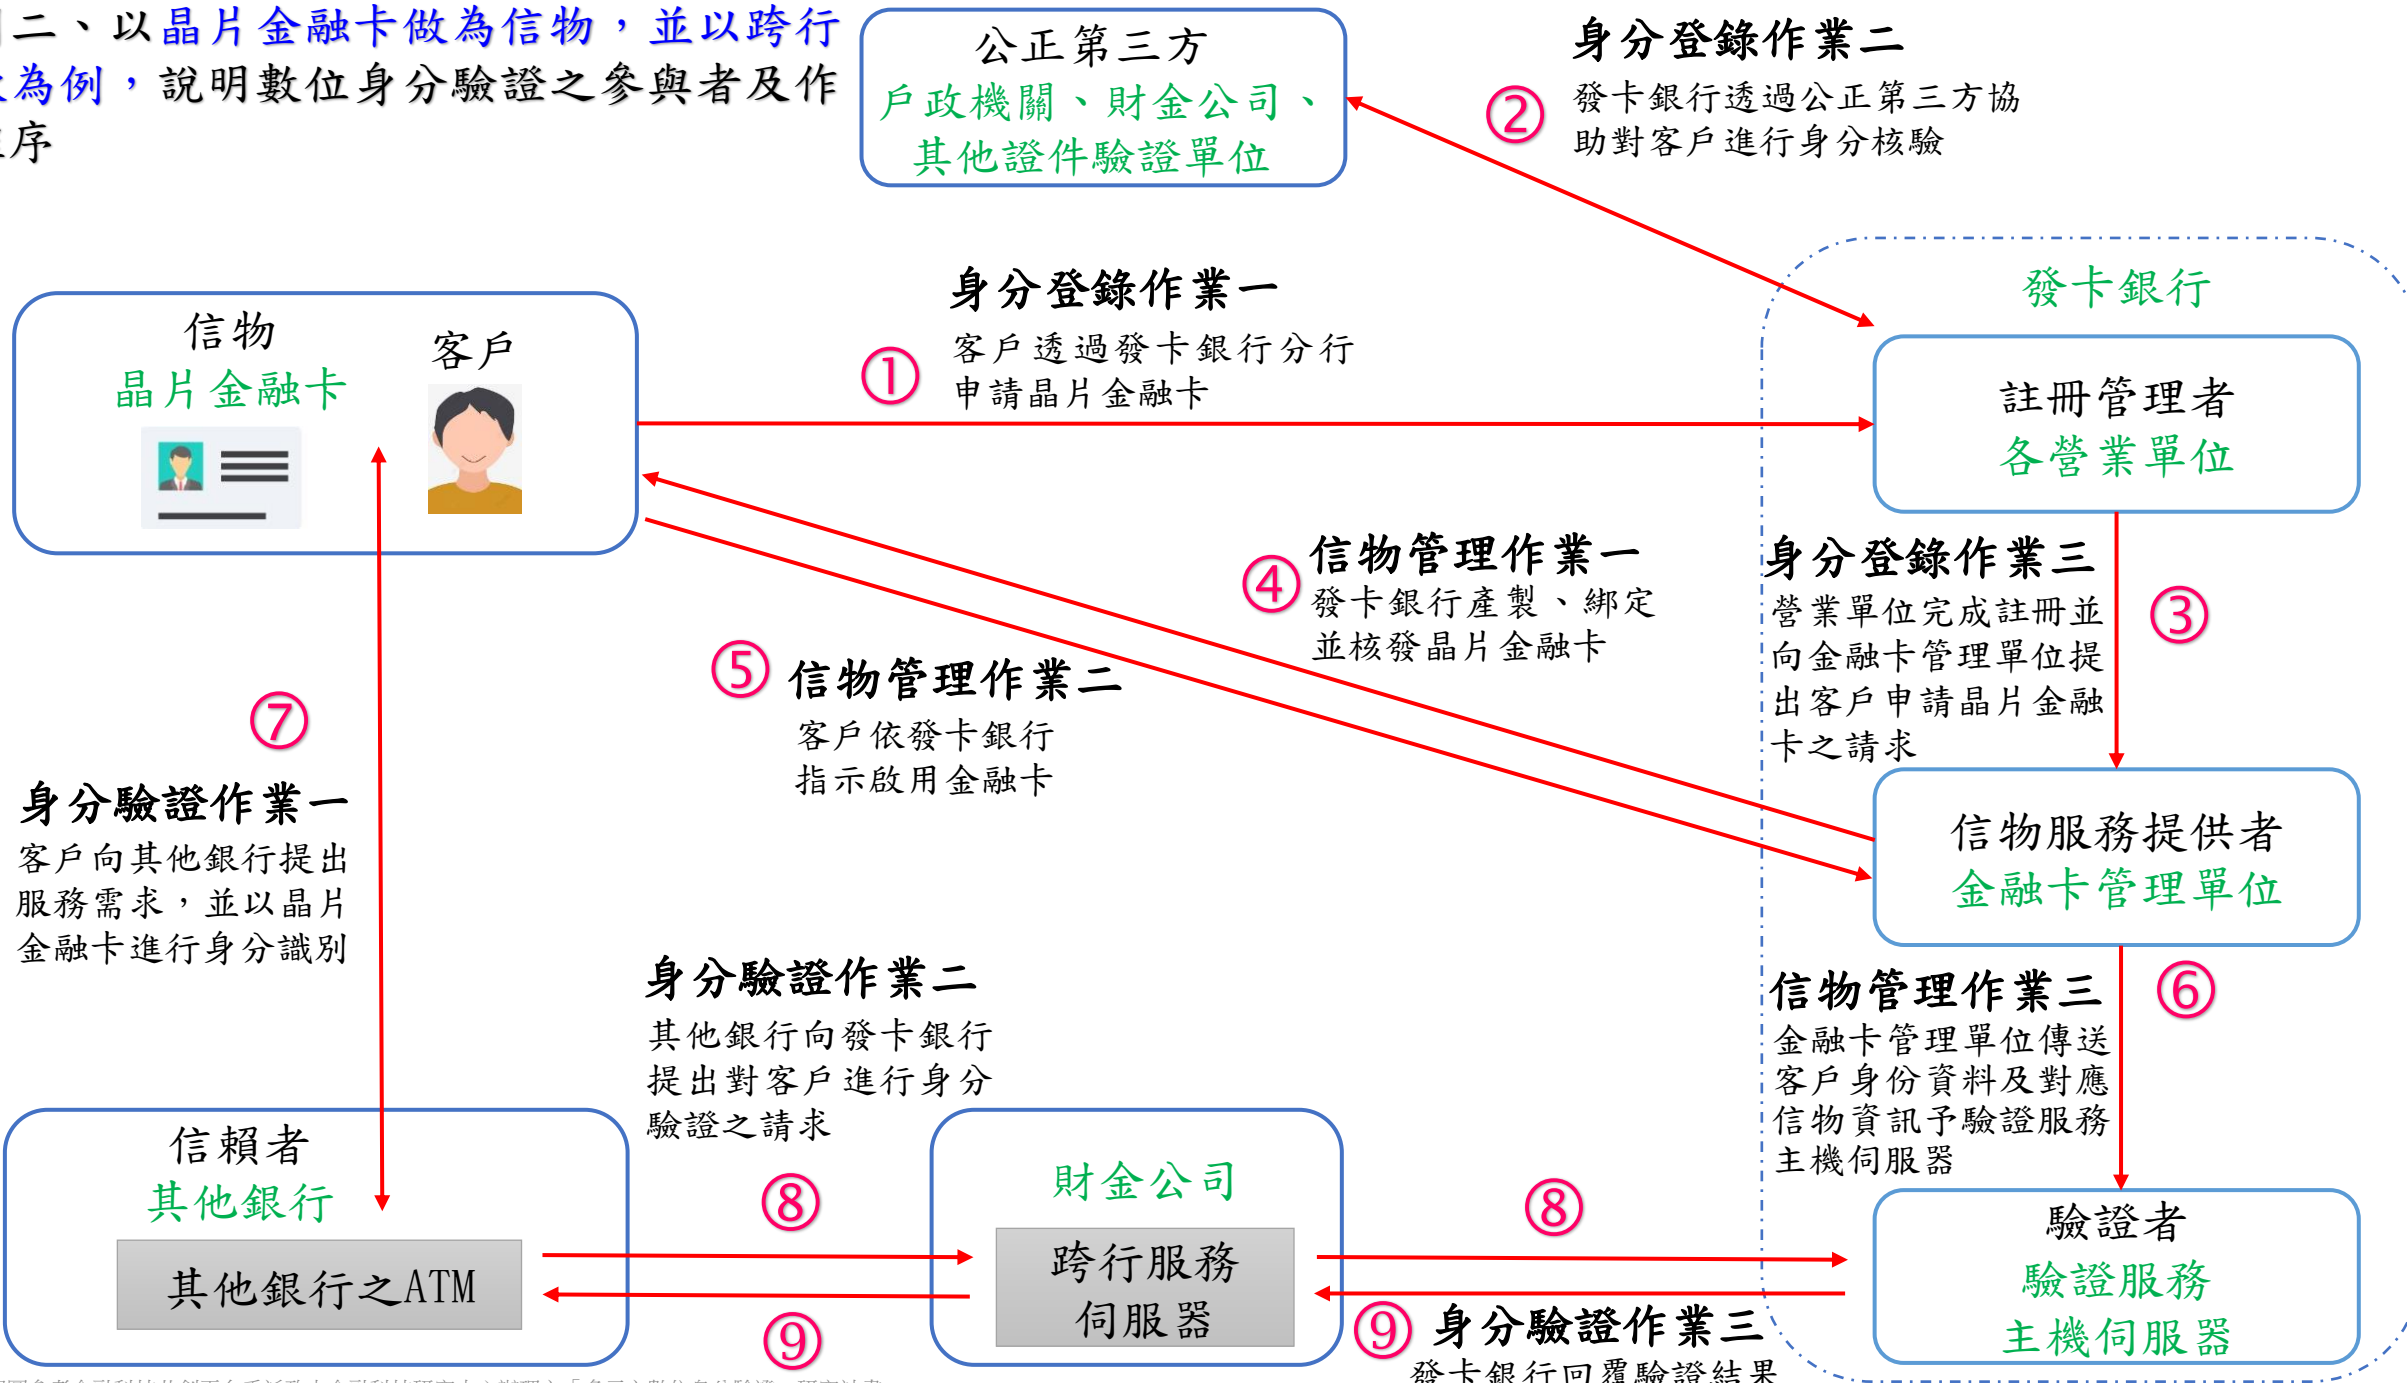 二、以晶片金融卡做為信物，並以跨行
為例，說明數位身分驗證之參與者及作
序
公正第三方
戶政機關、財金公司、
其他證件驗證單位
身分登錄作業二
②
發卡銀行透過公正第三方協
助對客戶進行身分核驗
信物
晶片金融卡
客戶
身分登錄作業一
①
客戶透過發卡銀行分行
申請晶片金融卡
發卡銀行
註冊管理者
各營業單位
信物管理作業一
④
發卡銀行產製、綁定
並核發晶片金融卡
身分登錄作業三
③
營業單位完成註冊並
向金融卡管理單位提
出客戶申請晶片金融
卡之請求
⑤
信物管理作業二
客戶依發卡銀行
指示啟用金融卡
⑦
身分驗證作業一
客戶向其他銀行提出
服務需求，並以晶片
金融卡進行身分識別
信物服務提供者
金融卡管理單位
信物管理作業三
⑥
金融卡管理單位傳送
客戶身份資料及對應
信物資訊予驗證服務
主機伺服器
身分驗證作業二
其他銀行向發卡銀行
提出對客戶進行身分
驗證之請求
信賴者
其他銀行
其他銀行之ATM
⑧
⑨
財金公司
跨行服務
伺服器
⑧
⑨
身分驗證作業三
發卡銀行回覆驗證結果
驗證者
驗證服務
主機伺服器